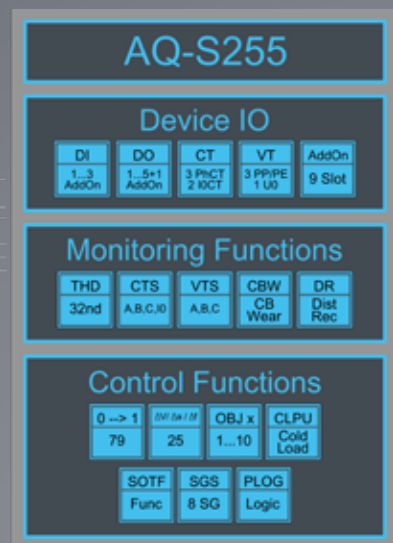 AQ-S255
Device IO
DI DO CT VT AddOn
1...3 AddOn 1...5+1 AddOn 3 PhCT 2 I0CT 3 PP/PE 1 U0 9 Slot
Monitoring Functions
THD CTS VTS CBW DR
32nd A,B,C,I0 A,B,C CB Wear Dist Rec
Control Functions
0 --> 1 OBJ x CLPU
79 25 1...10 Cold Load
SOTF SGS PLOG
Func 8 SG Logic